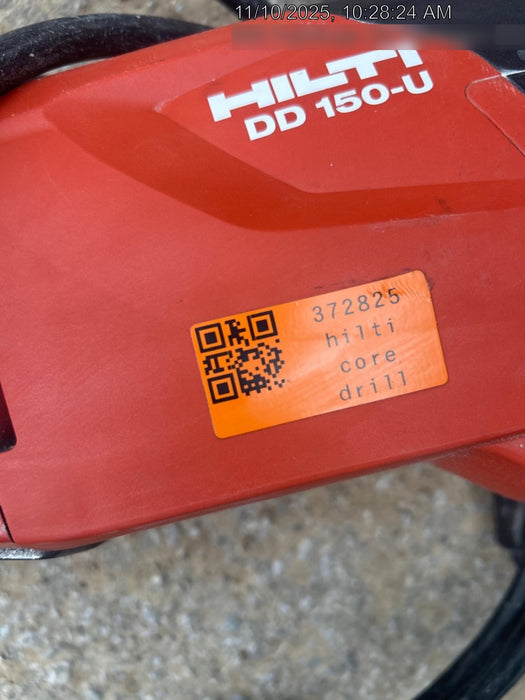 11/10/2025, 10:28:24 AM
HILTI
DD 150-U
372825
hilti
core
drill